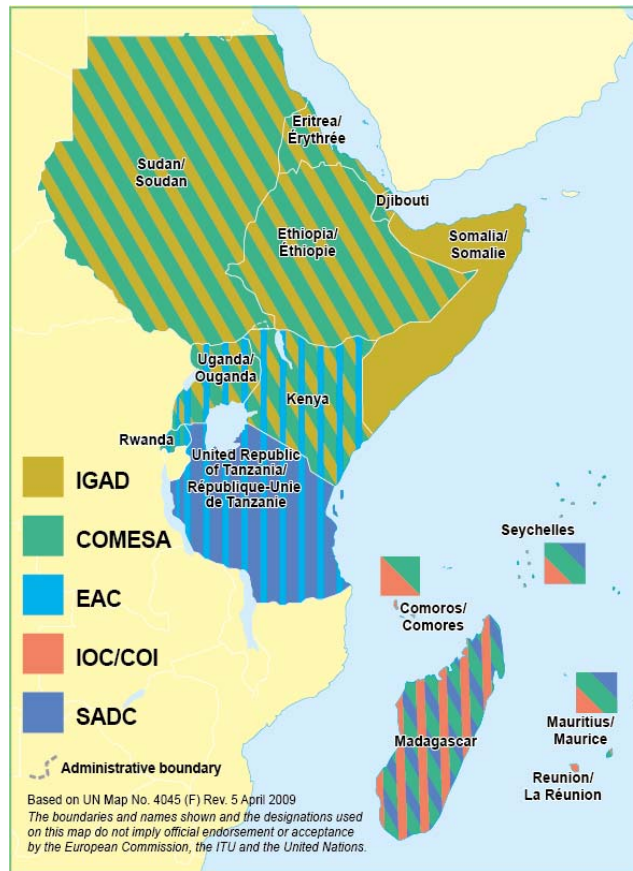 Eritrea/
Érythrée
Sudan/
Soudan
Djibouti
Ethiopia/
Éthiopie
Somalia/
Somalie
Uganda/
Ouganda
Kenya
Rwanda
United Republic
of Tanzania/
République-Unie
de Tanzanie
IGAD
COMESA
EAC
IOC/COI
SADC
Administrative boundary
Seychelles
Comoros/
Comores
Madagascar
Mauritius/
Maurice
Reunion/
La Réunion
Based on UN Map No. 4045 (F) Rev. 5 April 2009
The boundaries and names shown and the designations used
on this map do not imply official endorsement or acceptance
by the European Commission, the ITU and the United Nations.